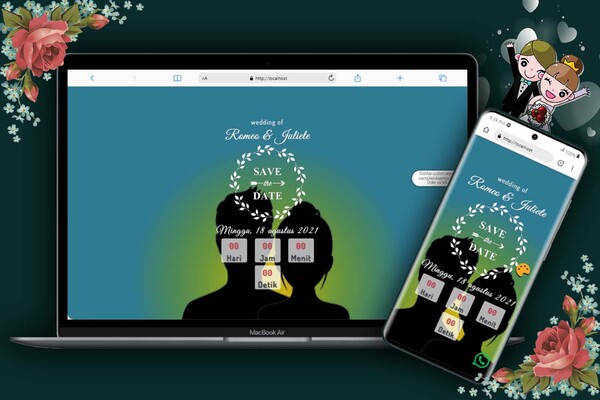 AA
http://localhost
wedding of
Romeo & Juliete
SAVE
the
DATE
Minggu, 18 agustus 2021
00
Hari
00
Jam
00
Menit
00
Detik
MacBook Air
http://localhost
wedding of
Romeo & Juliete
SAVE
the
DATE
Minggu, 18 agustus 2021
00
Hari
00
Jam
00
Menit
00
Detik